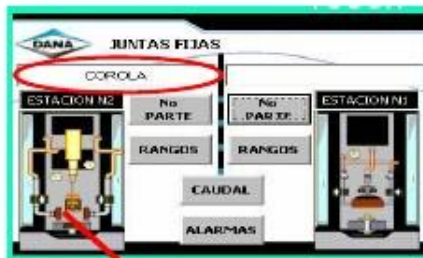 DANA
JUNTAS FIJAS
COROLA
ESTACION N2
No PARTE
No PARTE
ESTACION N1
RANGOS
RANGOS
CAUDAL
ALARMAS